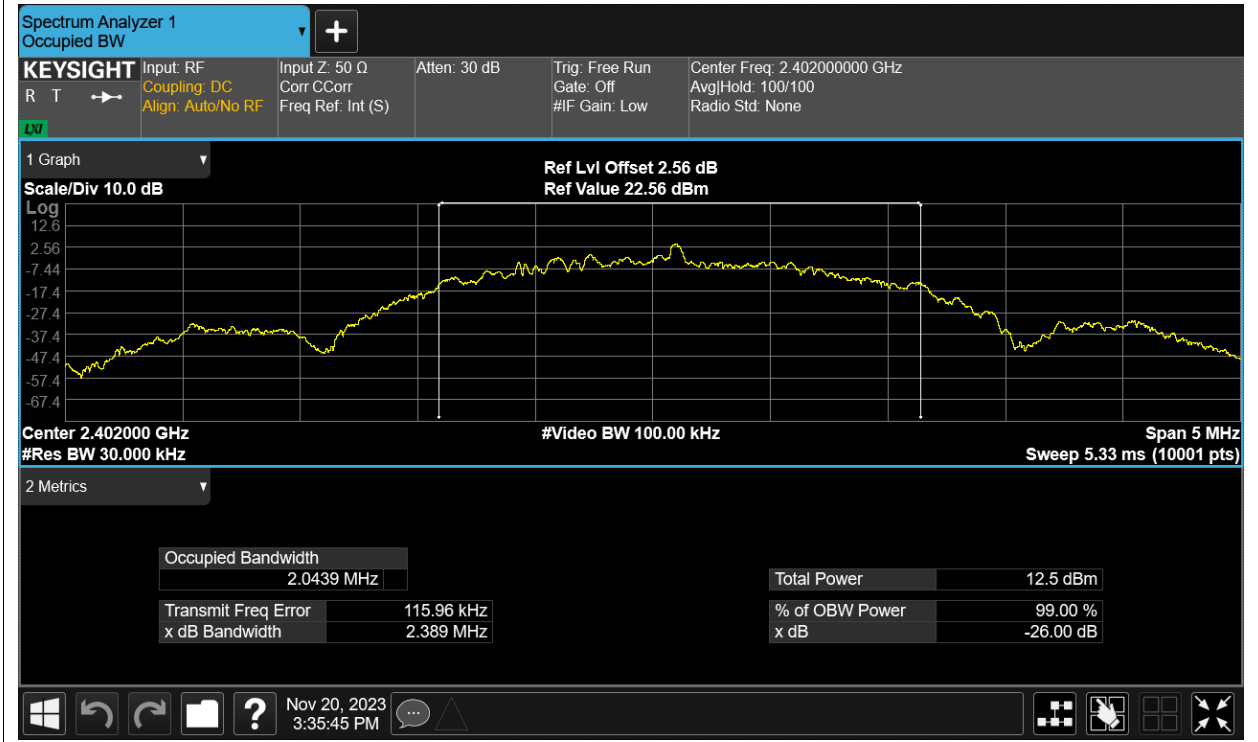 Spectrum Analyzer 1
Occupied BW
KEYSIGHT
R T
LXI
Input: RF
Coupling: DC
Align: Auto/No RF
Input Z: 50 Ω
Corr CCorr
Freq Ref: Int (S)
Atten: 30 dB
Trig: Free Run
Gate: Off
#IF Gain: Low
Center Freq: 2.402000000 GHz
Avg|Hold: 100/100
Radio Std: None
1 Graph
Scale/Div 10.0 dB
Ref Lvl Offset 2.56 dB
Ref Value 22.56 dBm
Log
12.6
2.56
-7.44
-17.4
-27.4
-37.4
-47.4
-57.4
-67.4
Center 2.402000 GHz
#Video BW 100.00 kHz
Span 5 MHz
#Res BW 30.000 kHz
Sweep 5.33 ms (10001 pts)
2 Metrics
Occupied Bandwidth
2.0439 MHz
Total Power 12.5 dBm
Transmit Freq Error 115.96 kHz
% of OBW Power 99.00 %
x dB Bandwidth 2.389 MHz
x dB -26.00 dB
?
Nov 20, 2023
3:35:45 PM